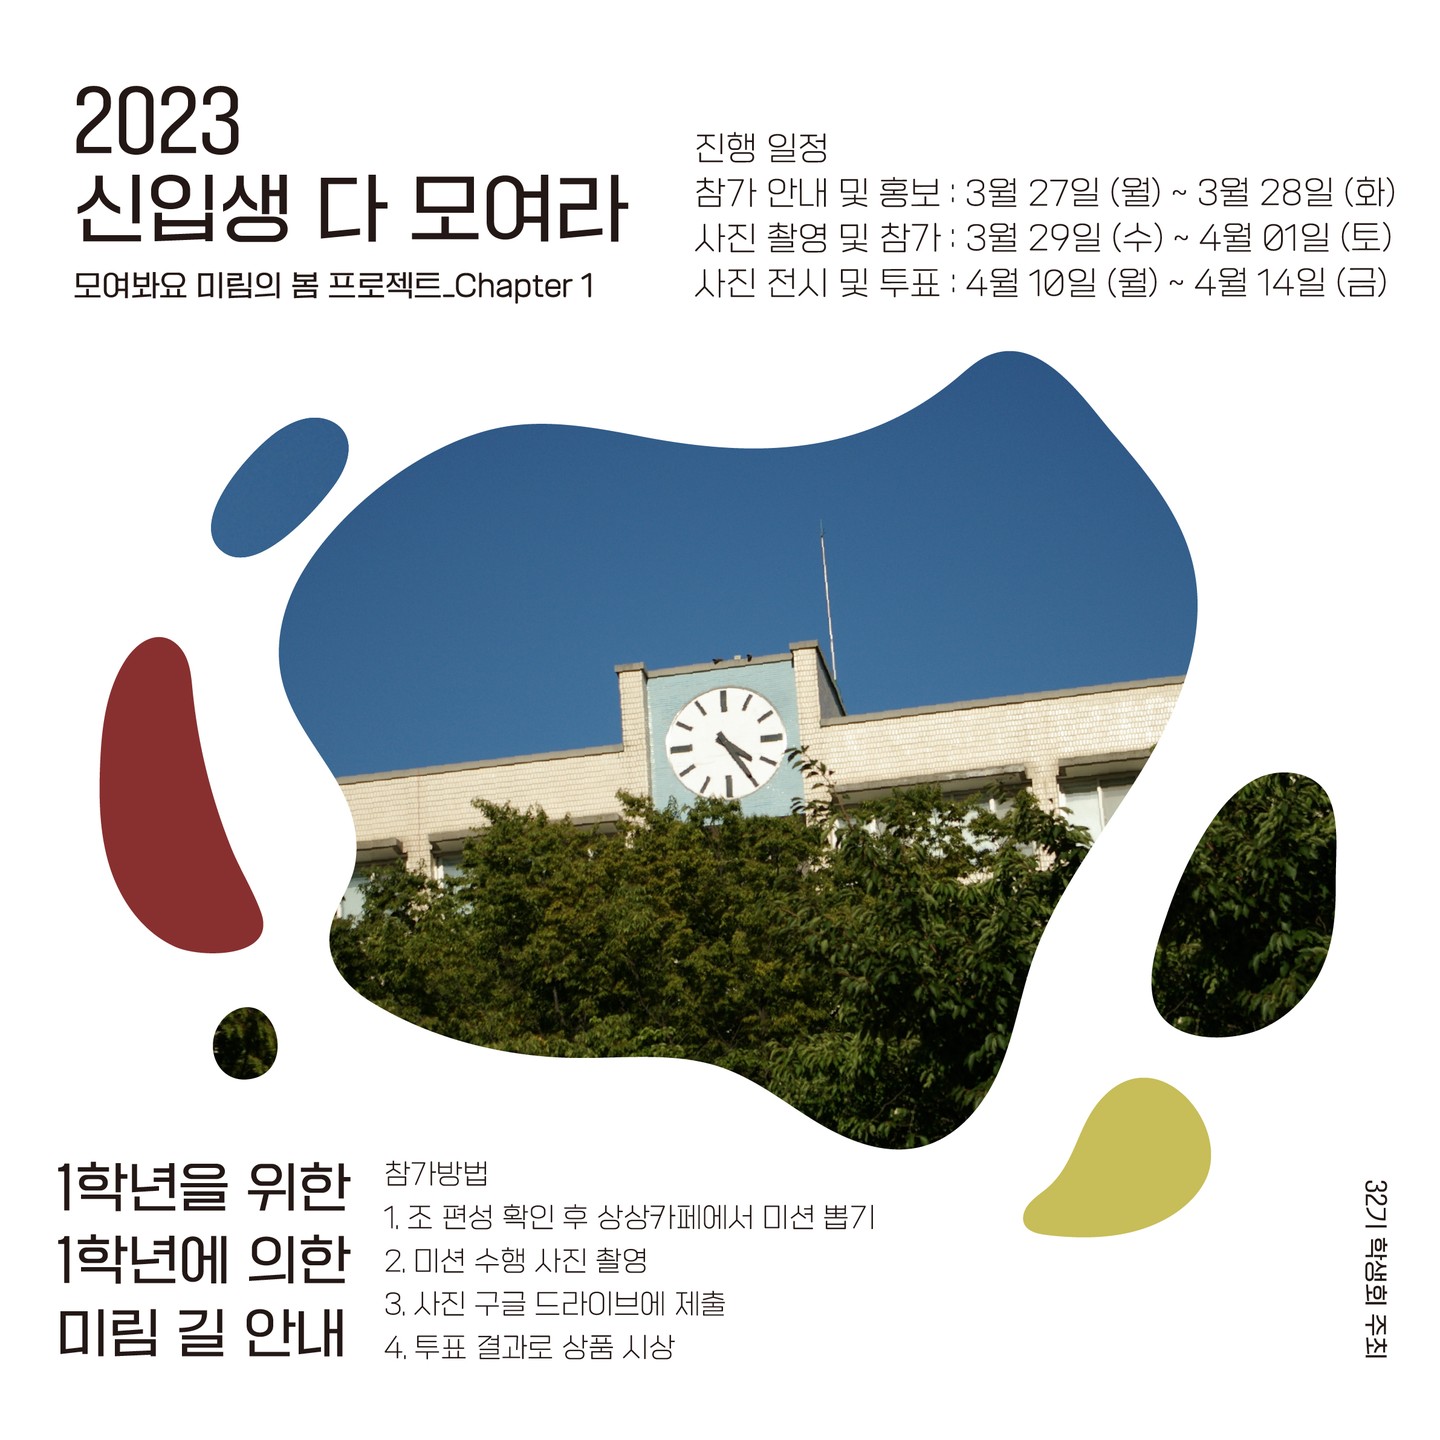 2023
신입생 다 모여라
모여봐요 미림의 봄 프로젝트_Chapter 1
진행 일정
참가 안내 및 홍보 : 3월 27일 (월) ~ 3월 28일 (화)
사진 촬영 및 참가 : 3월 29일 (수) ~ 4월 01일 (토)
사진 전시 및 투표 : 4월 10일 (월) ~ 4월 14일 (금)
1학년을 위한
1학년에 의한
미림 길 안내
참가방법
1. 조 편성 확인 후 상상카페에서 미션 뽑기
2. 미션 수행 사진 촬영
3. 사진 구글 드라이브에 제출
4. 투표 결과로 상품 시상
32기 학생회 주최